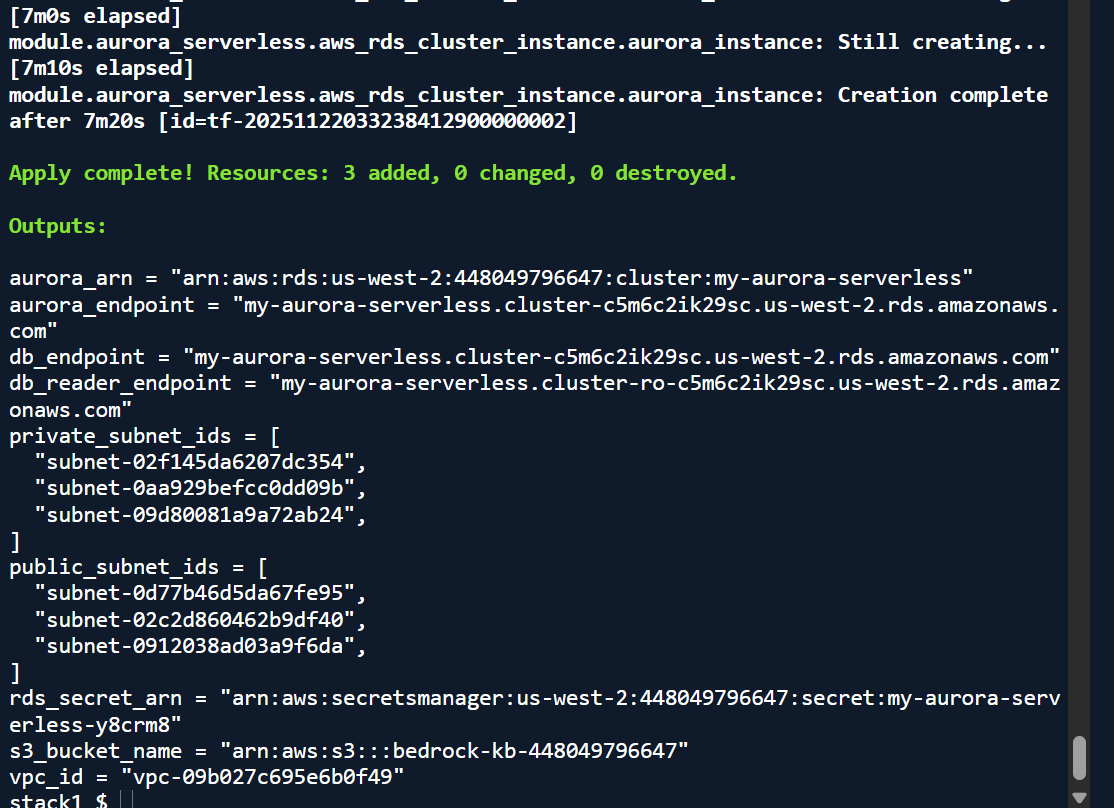 [7m0s elapsed]
module.aurora_serverless.aws_rds_cluster_instance.aurora_instance: Still creating...
[7m10s elapsed]
module.aurora_serverless.aws_rds_cluster_instance.aurora_instance: Creation complete
after 7m20s [id=tf-20251122033238412900000002]
Apply complete! Resources: 3 added, 0 changed, 0 destroyed.
Outputs:
aurora_arn = "arn:aws:rds:us-west-2:448049796647:cluster:my-aurora-serverless"
aurora_endpoint = "my-aurora-serverless.cluster-c5m6c2ik29sc.us-west-2.rds.amazonaws.
com"
db_endpoint = "my-aurora-serverless.cluster-c5m6c2ik29sc.us-west-2.rds.amazonaws.com"
db_reader_endpoint = "my-aurora-serverless.cluster-ro-c5m6c2ik29sc.us-west-2.rds.amaz
onaws.com"
private_subnet_ids = [
  "subnet-02f145da6207dc354",
  "subnet-0aa929befcc0dd09b",
  "subnet-09d80081a9a72ab24",
]
public_subnet_ids = [
  "subnet-0d77b46d5da67fe95",
  "subnet-02c2d860462b9df40",
  "subnet-0912038ad03a9f6da",
]
rds_secret_arn = "arn:aws:secretsmanager:us-west-2:448049796647:secret:my-aurora-serv
erless-y8crm8"
s3_bucket_name = "arn:aws:s3:::bedrock-kb-448049796647"
vpc_id = "vpc-09b027c695e6b0f49"
stack1 $